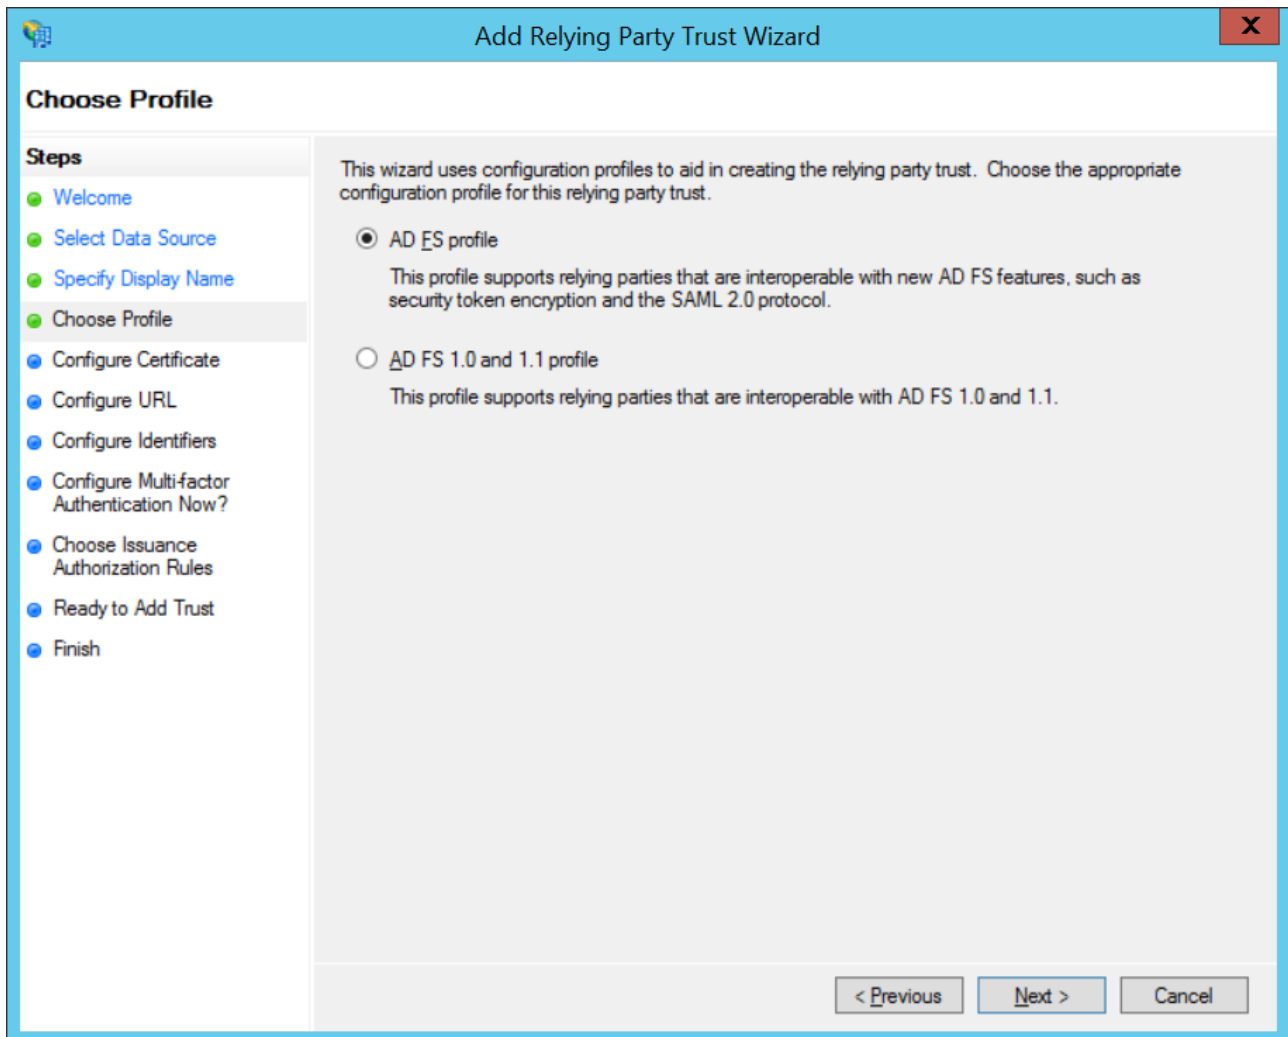 Add Relying Party Trust Wizard
X
Choose Profile
Steps
Welcome
Select Data Source
Specify Display Name
Choose Profile
Configure Certificate
Configure URL
Configure Identifiers
Configure Multi-factor
Authentication Now?
Choose Issuance
Authorization Rules
Ready to Add Trust
Finish
This wizard uses configuration profiles to aid in creating the relying party trust. Choose the appropriate
configuration profile for this relying party trust.
AD FS profile
This profile supports relying parties that are interoperable with new AD FS features, such as
security token encryption and the SAML 2.0 protocol.
AD FS 1.0 and 1.1 profile
This profile supports relying parties that are interoperable with AD FS 1.0 and 1.1.
< Previous
Next >
Cancel